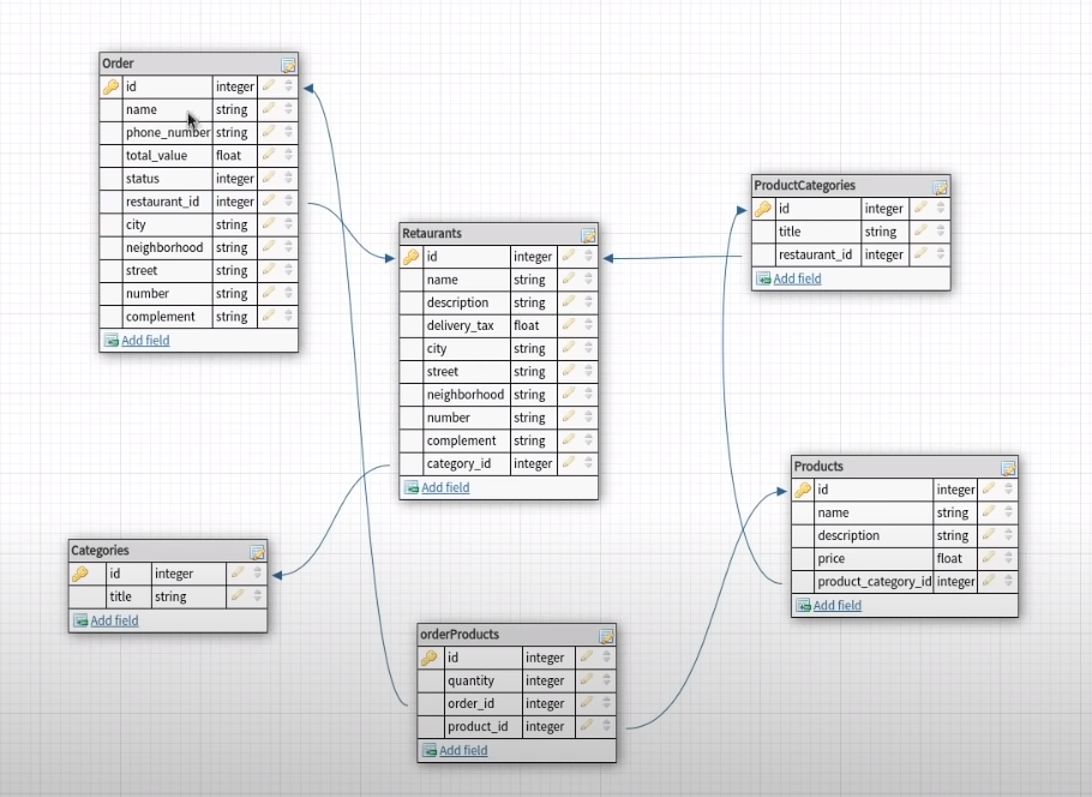 Order
id integer
name string
phone_number string
total_value float
status integer
restaurant_id integer
city string
neighborhood string
street string
number string
complement string
Add field
Retaurants
id integer
name string
description string
delivery_tax float
city string
street string
neighborhood string
number string
complement string
category_id integer
Add field
ProductCategories
id integer
title string
restaurant_id integer
Add field
Categories
id integer
title string
Add field
orderProducts
id integer
quantity integer
order_id integer
product_id integer
Add field
Products
id integer
name string
description string
price float
product_category_id integer
Add field